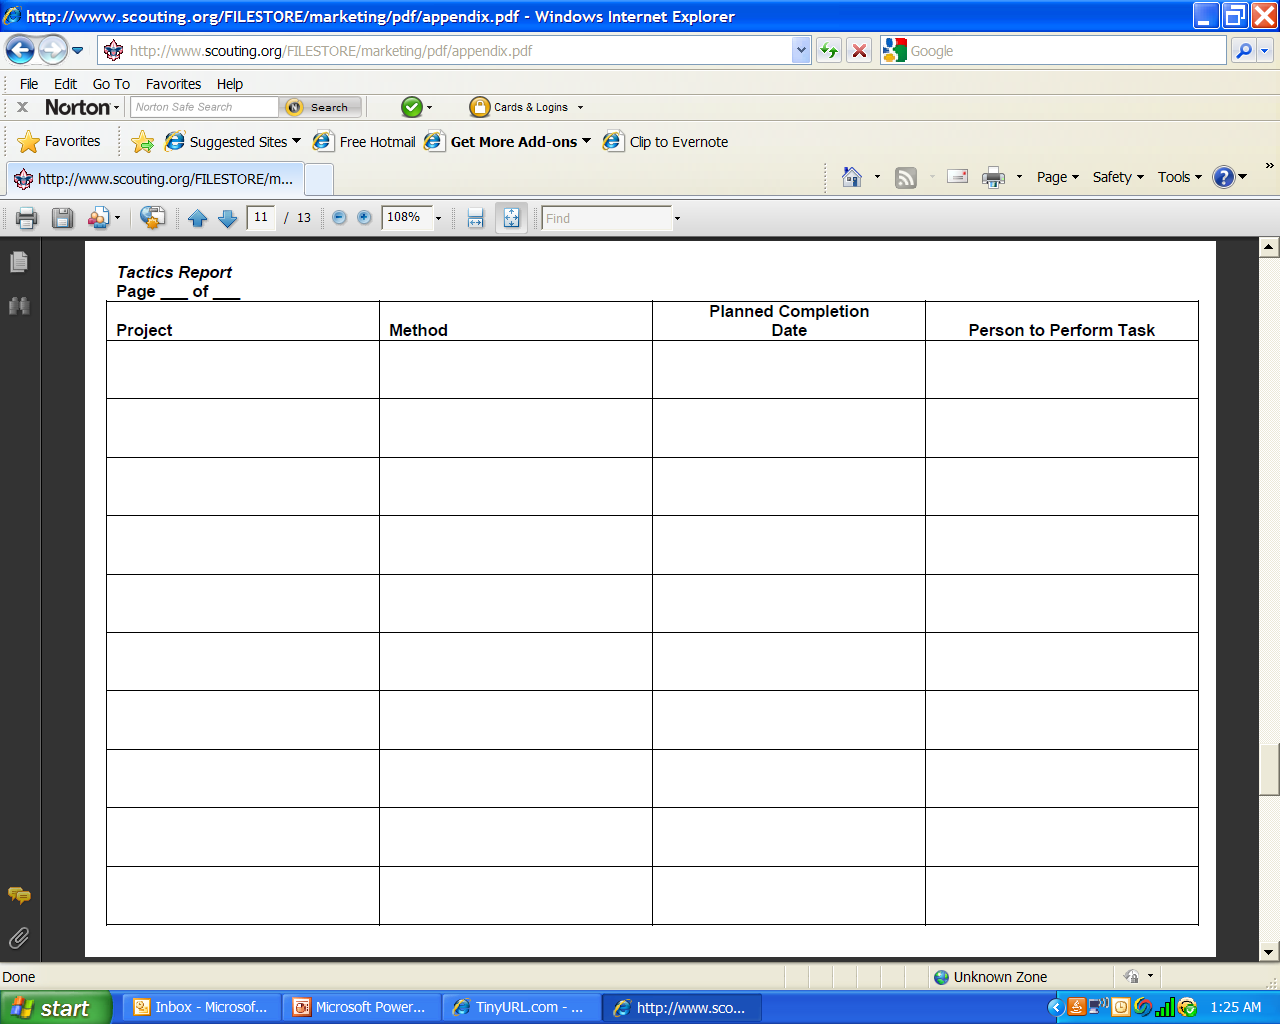 http://www.scouting.org/FILESTORE/marketing/pdf/appendix.pdf - Windows Internet Explorer
http://www.scouting.org/FILESTORE/marketing/pdf/appendix.pdf
Google
File Edit Go To Favorites Help
x Norton Norton Safe Search Search Cards & Logins
Favorites Suggested Sites Free Hotmail Get More Add-ons Clip to Evernote
http://www.scouting.org/FILESTORE/m... Page Safety Tools »
11 / 13 108% Find
Tactics Report
Page ___ of ___
Project Method Planned Completion Date Person to Perform Task
Done Unknown Zone
start Inbox - Microsof... Microsoft Power... TinyURL.com - ... http://www.sco... 1:25 AM